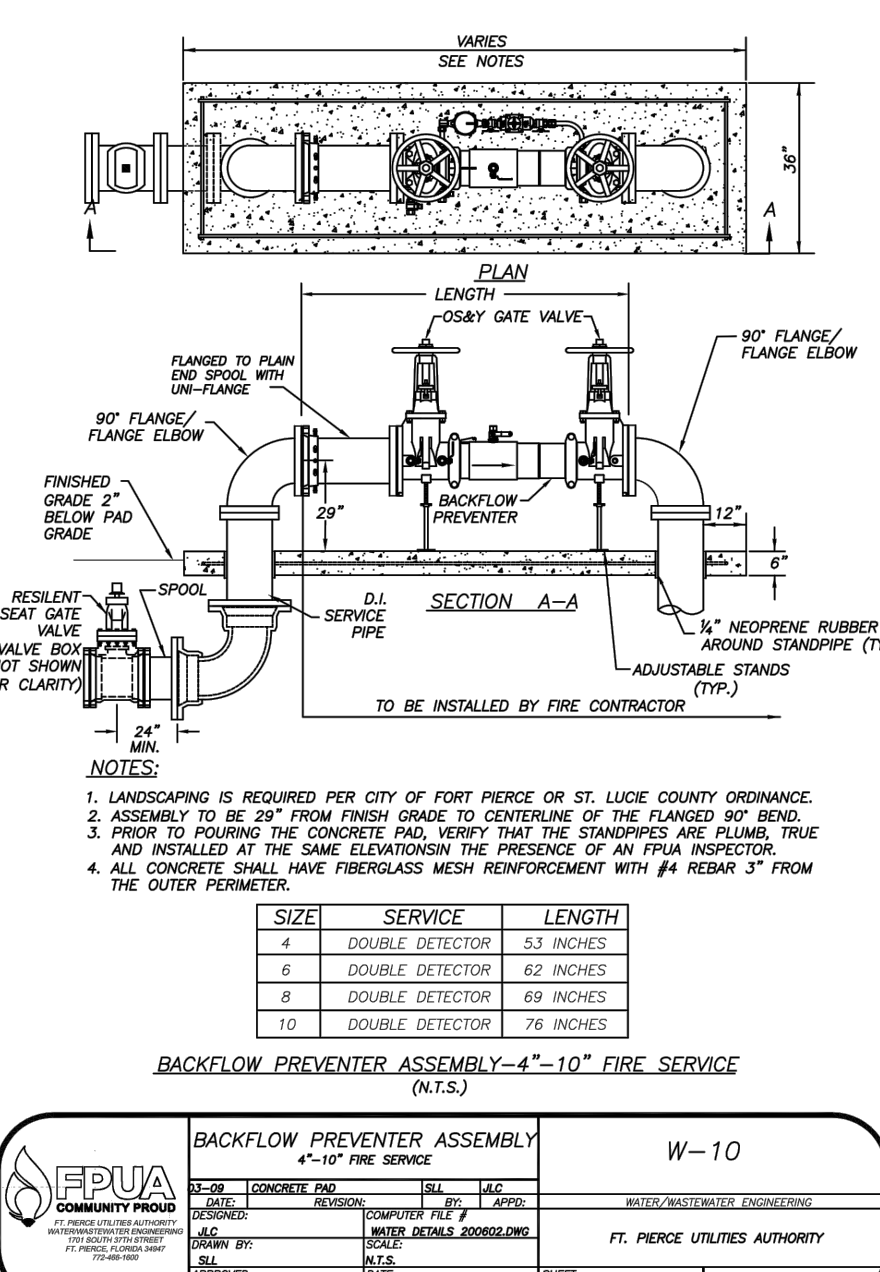 VARIES
SEE NOTES
36"
A
A
PLAN
LENGTH
OS&Y GATE VALVE
90° FLANGE/
FLANGE ELBOW
FLANGED TO PLAIN
END SPOOL WITH
UNI-FLANGE
90° FLANGE/
FLANGE ELBOW
FINISHED
GRADE 2"
BELOW PAD
GRADE
29"
BACKFLOW
PREVENTER
12"
6"
RESILENT
SEAT GATE
VALVE
VALVE BOX
NOT SHOWN
R CLARITY)
SPOOL
D.I.
SERVICE
PIPE
SECTION A-A
¼" NEOPRENE RUBBER
AROUND STANDPIPE (TY
ADJUSTABLE STANDS
(TYP.)
TO BE INSTALLED BY FIRE CONTRACTOR
24"
MIN.
NOTES:
1. LANDSCAPING IS REQUIRED PER CITY OF FORT PIERCE OR ST. LUCIE COUNTY ORDINANCE.
2. ASSEMBLY TO BE 29" FROM FINISH GRADE TO CENTERLINE OF THE FLANGED 90° BEND.
3. PRIOR TO POURING THE CONCRETE PAD, VERIFY THAT THE STANDPIPES ARE PLUMB, TRUE
AND INSTALLED AT THE SAME ELEVATIONSIN THE PRESENCE OF AN FPUA INSPECTOR.
4. ALL CONCRETE SHALL HAVE FIBERGLASS MESH REINFORCEMENT WITH #4 REBAR 3" FROM
THE OUTER PERIMETER.
SIZE SERVICE LENGTH
4 DOUBLE DETECTOR 53 INCHES
6 DOUBLE DETECTOR 62 INCHES
8 DOUBLE DETECTOR 69 INCHES
10 DOUBLE DETECTOR 76 INCHES
BACKFLOW PREVENTER ASSEMBLY-4"-10" FIRE SERVICE
(N.T.S.)
FPUA
COMMUNITY PROUD
FT. PIERCE UTILITIES AUTHORITY
WATER/WASTEWATER ENGINEERING
1701 SOUTH 37TH STREET
FT. PIERCE, FLORIDA 34947
772-466-1600
BACKFLOW PREVENTER ASSEMBLY
4"-10" FIRE SERVICE
03-09 CONCRETE PAD SLL JLC
DATE: REVISION: BY: APPD:
DESIGNED:
JLC
COMPUTER FILE #
WATER DETAILS 200602.DWG
DRAWN BY:
SLL
SCALE:
N.T.S.
W-10
WATER/WASTEWATER ENGINEERING
FT. PIERCE UTILITIES AUTHORITY